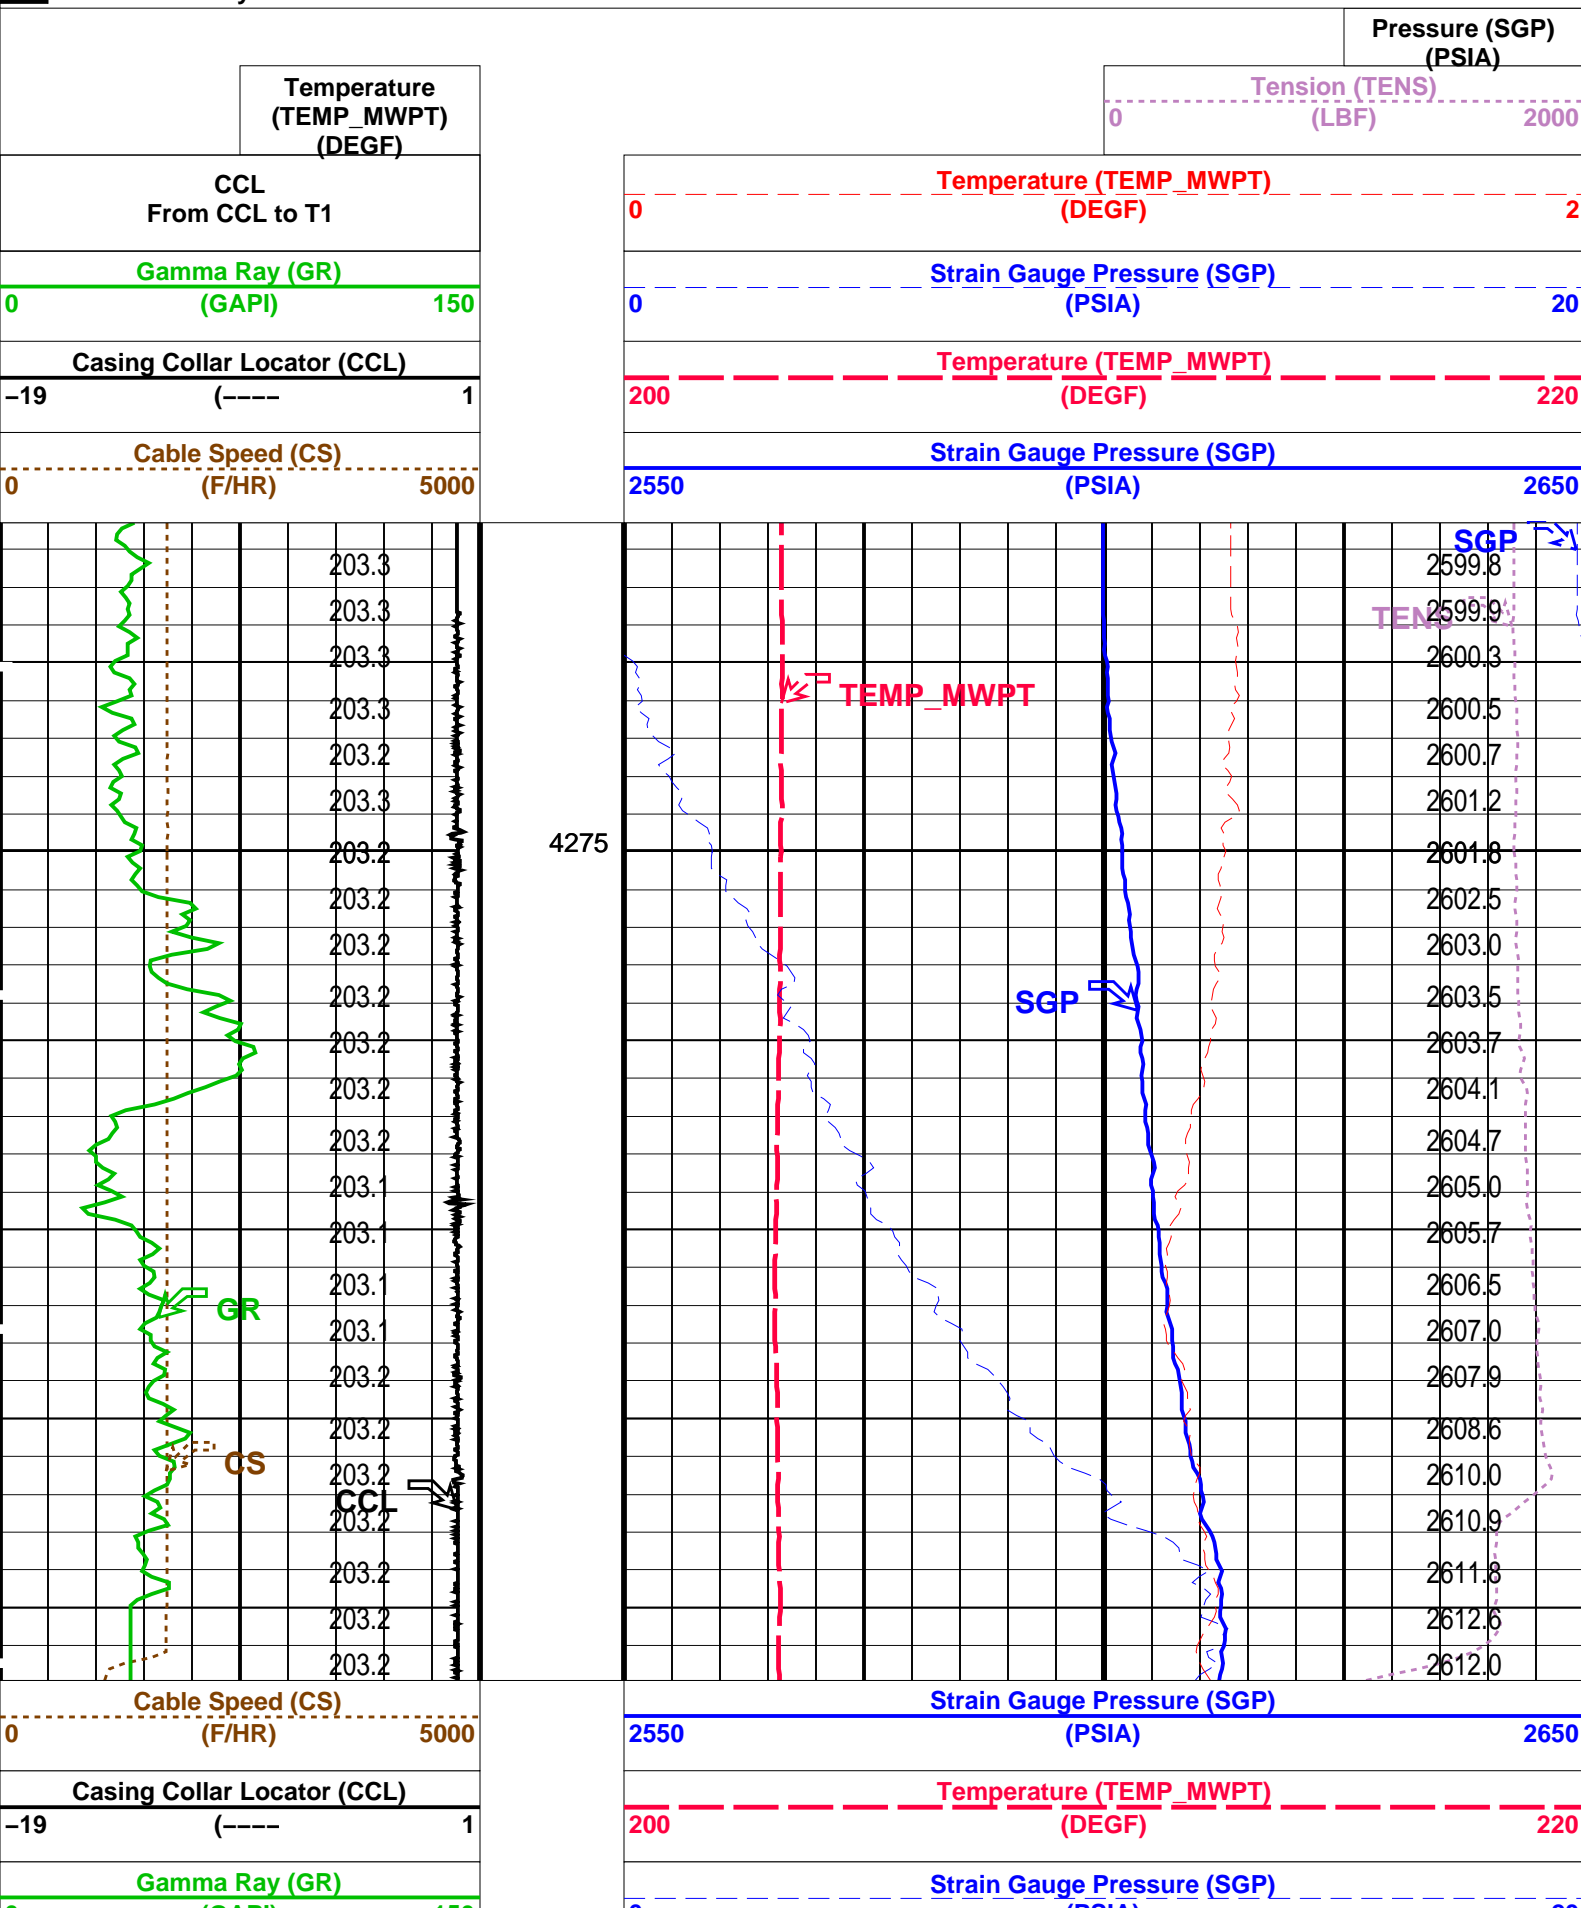 Pressure (SGP)
(PSIA)
Temperature
(TEMP_MWPT)
(DEGF)
Tension (TENS)
0 (LBF) 2000
CCL
From CCL to T1
Temperature (TEMP_MWPT)
0 (DEGF) 2
Gamma Ray (GR)
0 (GAPI) 150
Strain Gauge Pressure (SGP)
0 (PSIA) 20
Casing Collar Locator (CCL)
−19 (−−−− 1
Temperature (TEMP_MWPT)
200 (DEGF) 220
Cable Speed (CS)
0 (F/HR) 5000
Strain Gauge Pressure (SGP)
2550 (PSIA) 2650
SGP
203.3 2599.8
203.3 2599.9
TENS
203.3 2600.3
TEMP_MWPT
203.3 2600.5
203.2 2600.7
203.3 2601.2
4275
203.2 2601.8
203.2 2602.5
203.2 2603.0
203.2 SGP 2603.5
203.2 2603.7
203.2 2604.1
203.2 2604.7
203.1 2605.0
203.1 2605.7
203.1 2606.5
GR
203.1 2607.0
203.2 2607.9
203.2 2608.6
CS
203.2 2610.0
CCL
203.2 2610.9
203.2 2611.8
203.2 2612.6
203.2 2612.0
Cable Speed (CS)
0 (F/HR) 5000
Strain Gauge Pressure (SGP)
2550 (PSIA) 2650
Casing Collar Locator (CCL)
−19 (−−−− 1
Temperature (TEMP_MWPT)
200 (DEGF) 220
Gamma Ray (GR)
Strain Gauge Pressure (SGP)